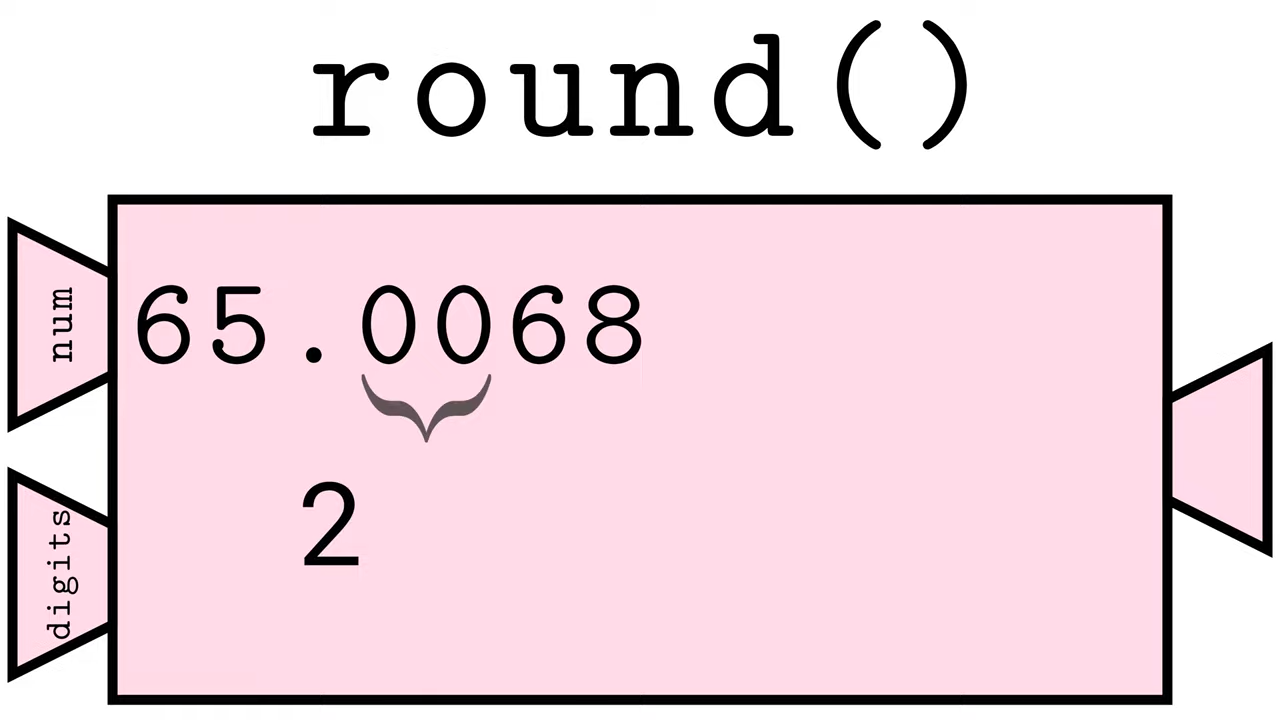 round()
num
65.0068
2
digits